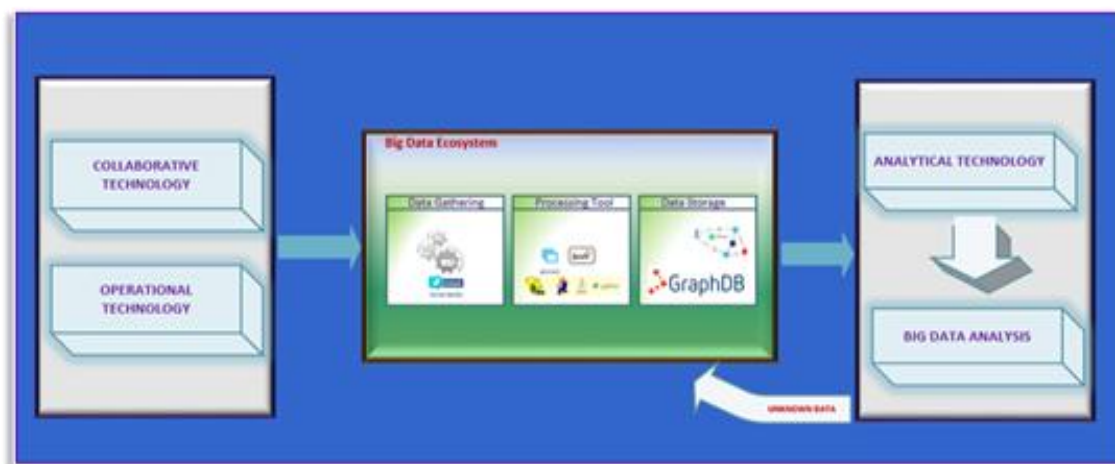 COLLABORATIVE
TECHNOLOGY
OPERATIONAL
TECHNOLOGY
Big Data Ecosystem
Data Gathering
Processing Tool
Data Storage
GraphDB
ANALYTICAL TECHNOLOGY
BIG DATA ANALYSIS
UNKNOWN DATA